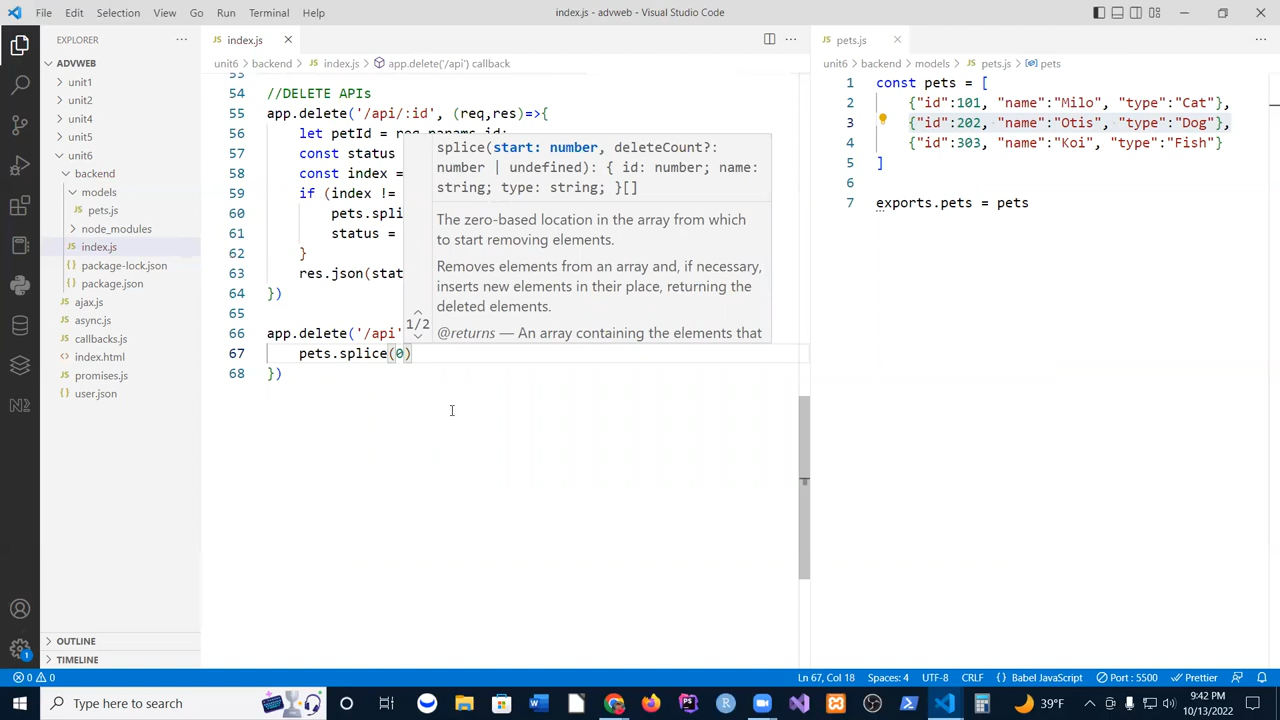 File Edit Selection View Go Run Terminal Help
index.js - advweb - Visual Studio Code
EXPLORER
ADVWEB
unit1
unit2
unit4
unit5
unit6
backend
models
pets.js
node_modules
index.js
package-lock.json
package.json
ajax.js
async.js
callbacks.js
index.html
promises.js
user.json
OUTLINE
TIMELINE
index.js
unit6 > backend > index.js > app.delete('/api') callback
53
54 //DELETE APIs
55 app.delete('/api/:id', (req,res)=>{
56 let petId = req.params.id;
57 const status
58 const index =
59 if (index !=
60 pets.spli
61 status =
62 }
63 res.json(stat
64 })
65
66 app.delete('/api'
67 pets.splice(0)
68 })
splice(start: number, deleteCount?:
number | undefined): { id: number; name:
string; type: string; }[]
The zero-based location in the array from which
to start removing elements.
Removes elements from an array and, if necessary,
inserts new elements in their place, returning the
deleted elements.
1/2
@returns — An array containing the elements that
pets.js
unit6 > backend > models > pets.js > pets
1 const pets = [
2 {"id":101, "name":"Milo", "type":"Cat"},
3 {"id":202, "name":"Otis", "type":"Dog"},
4 {"id":303, "name":"Koi", "type":"Fish"}
5 ]
6
7 exports.pets = pets
0 0
Ln 67, Col 18 Spaces: 4 UTF-8 CRLF {} Babel JavaScript Port : 5500 Prettier
1
Type here to search
39°F
9:42 PM
10/13/2022